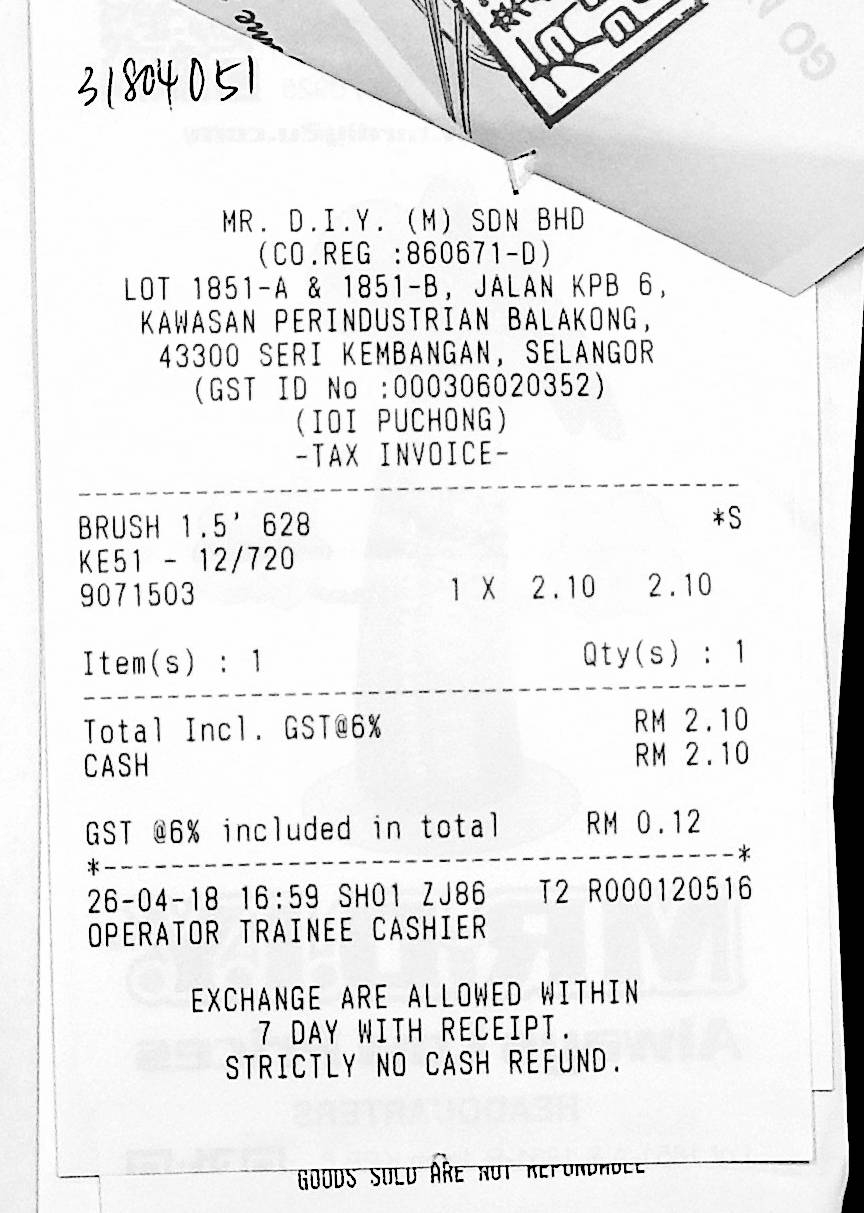 31804051
GO
MR. D.I.Y. (M) SDN BHD
(CO.REG :860671-D)
LOT 1851-A & 1851-B, JALAN KPB 6,
KAWASAN PERINDUSTRIAN BALAKONG,
43300 SERI KEMBANGAN, SELANGOR
(GST ID No :000306020352)
(IOI PUCHONG)
-TAX INVOICE-
BRUSH 1.5' 628 *S
KE51 - 12/720
9071503 1 X 2.10 2.10
Item(s) : 1 Qty(s) : 1
Total Incl. GST@6% RM 2.10
CASH RM 2.10
GST @6% included in total RM 0.12
*--------------------------------------*
26-04-18 16:59 SH01 ZJ86 T2 R000120516
OPERATOR TRAINEE CASHIER
EXCHANGE ARE ALLOWED WITHIN
7 DAY WITH RECEIPT.
STRICTLY NO CASH REFUND.
GOODS SOLD ARE NOT REFUNDABLE